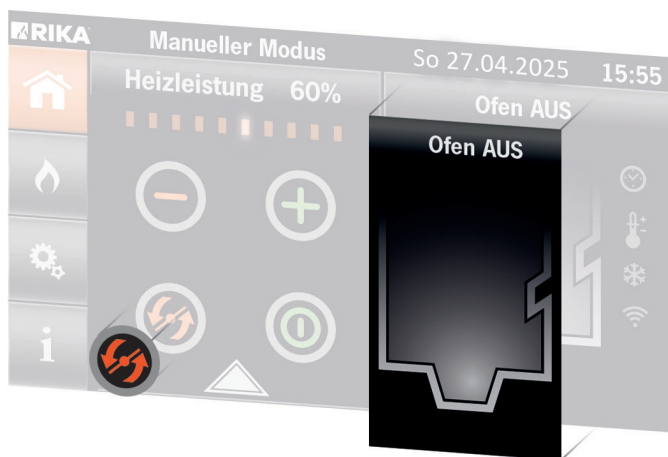 RIKA
Manueller Modus
So 27.04.2025 15:55
Heizleistung 60%
Ofen AUS
Ofen AUS
i